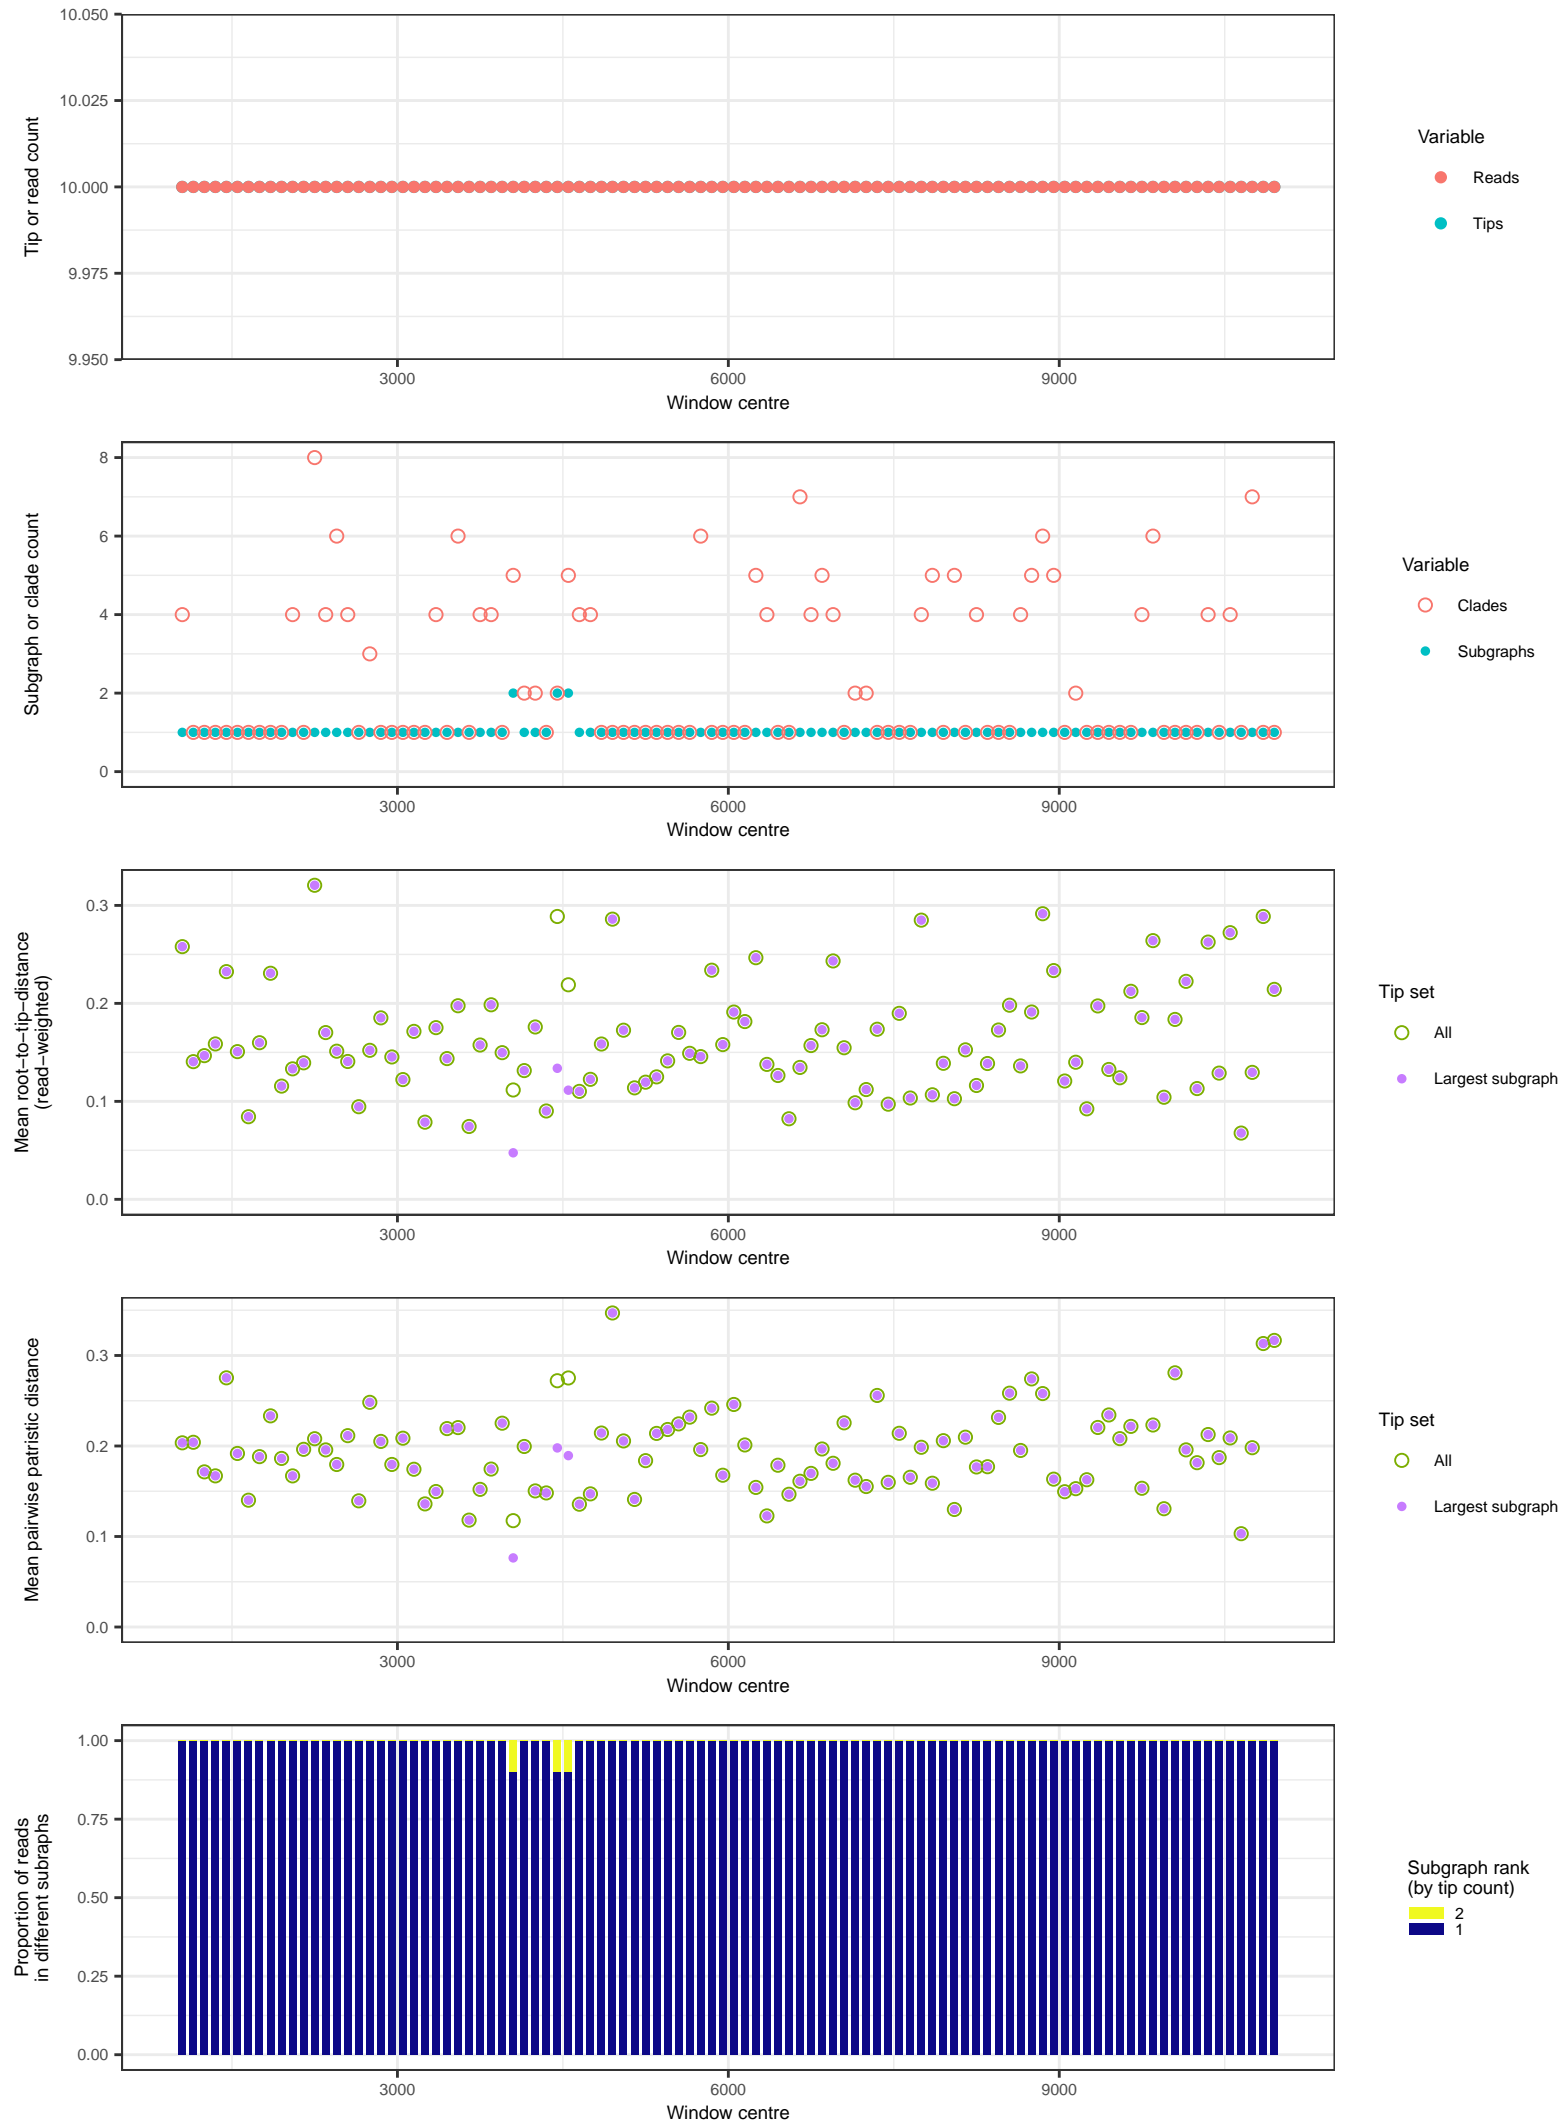 10.050
10.025
10.000
9.975
9.950
Tip or read count
3000
6000
9000
Window centre
Variable
Reads
Tips
8
6
4
2
0
Subgraph or clade count
3000
6000
9000
Window centre
Variable
Clades
Subgraphs
0.3
0.2
0.1
0.0
Mean root−to−tip−distance
(read−weighted)
3000
6000
9000
Window centre
Tip set
All
Largest subgraph
0.3
0.2
0.1
0.0
Mean pairwise patristic distance
3000
6000
9000
Window centre
Tip set
All
Largest subgraph
1.00
0.75
0.50
0.25
0.00
Proportion of reads
in different subraphs
3000
6000
9000
Window centre
Subgraph rank
(by tip count)
2
1